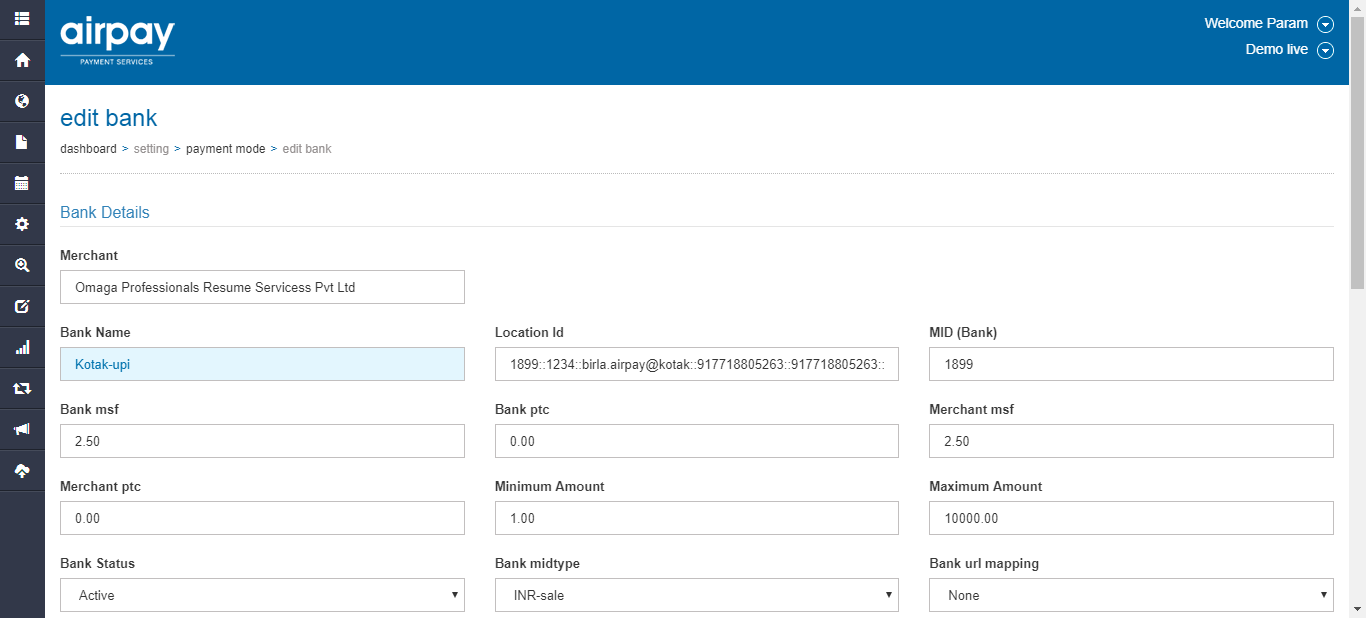 airpay
PAYMENT SERVICES
Welcome Param
Demo live
edit bank
dashboard > setting > payment mode > edit bank
Bank Details
Merchant
Omaga Professionals Resume Servicess Pvt Ltd
Bank Name Location Id MID (Bank)
Kotak-upi 1899::1234::birla.airpay@kotak::917718805263::917718805263:: 1899
Bank msf Bank ptc Merchant msf
2.50 0.00 2.50
Merchant ptc Minimum Amount Maximum Amount
0.00 1.00 10000.00
Bank Status Bank midtype Bank url mapping
Active INR-sale None